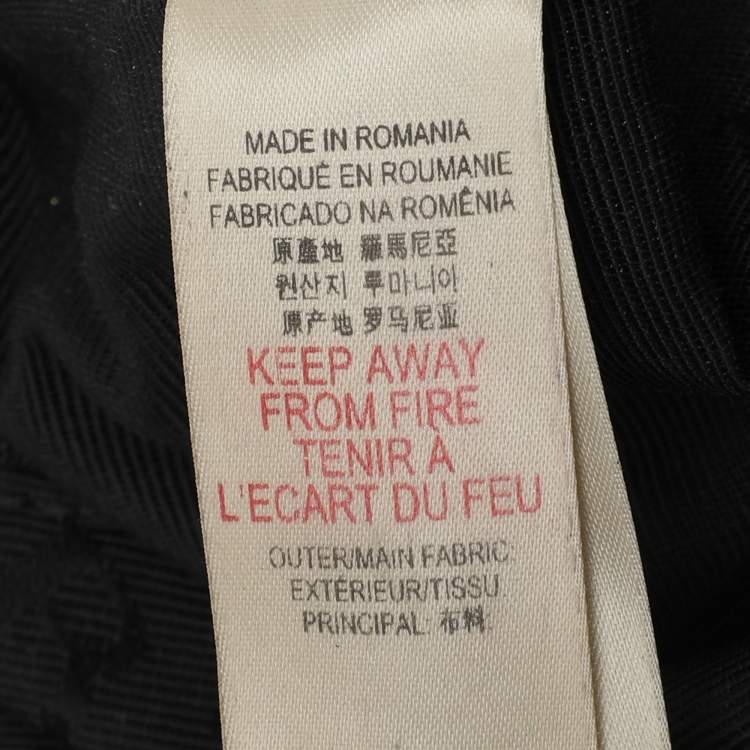 MADE IN ROMANIA
FABRIQUÉ EN ROUMANIE
FABRICADO NA ROMÊNIA
原產地 羅馬尼亞
원산지 루마니아
原产地 罗马尼亚
KEEP AWAY
FROM FIRE
TENIR À
L'ECART DU FEU
OUTER/MAIN FABRIC
EXTÉRIEUR/TISSU
PRINCIPAL: 布料: